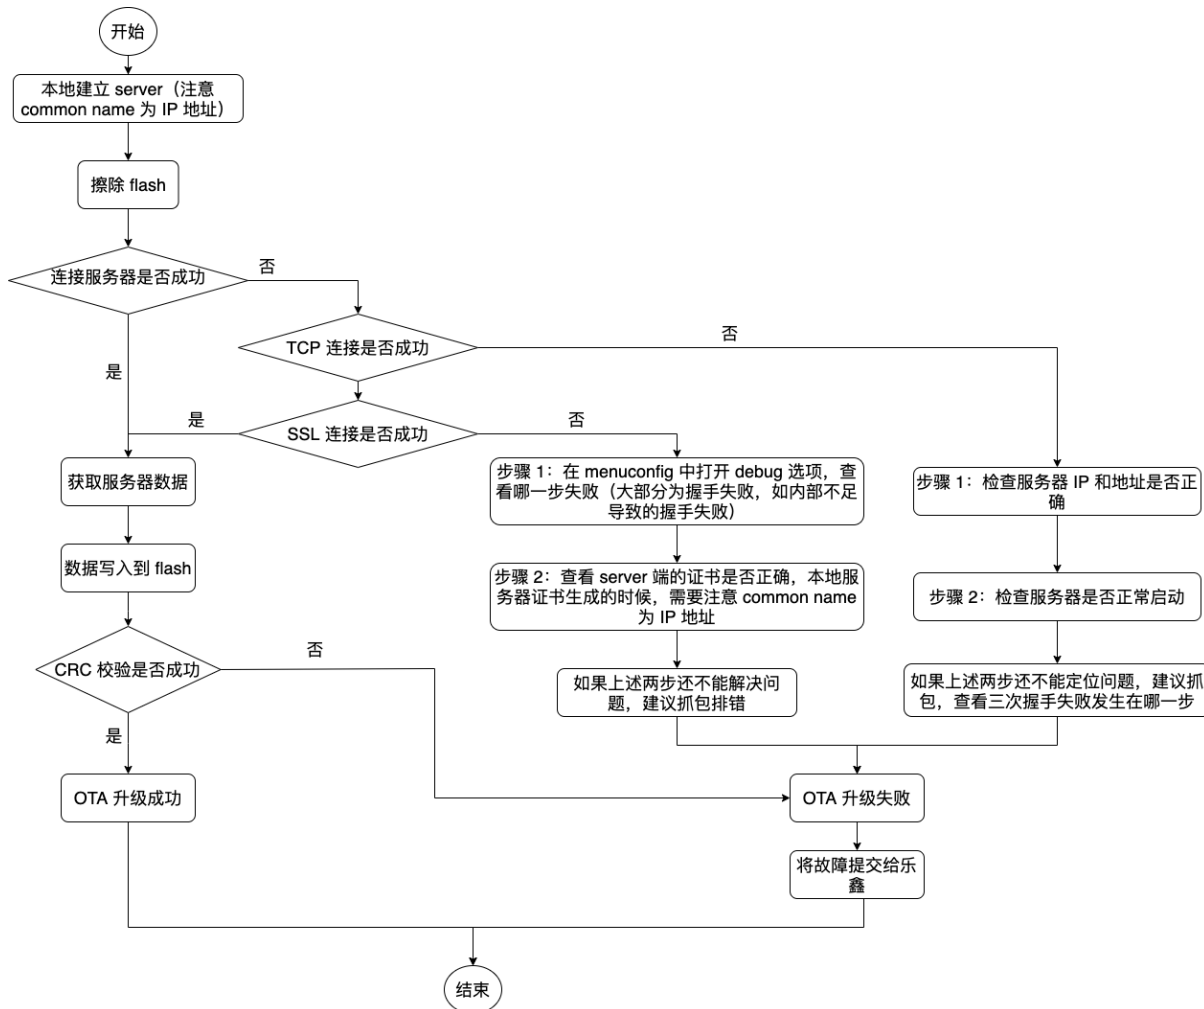 开始
本地建立 server（注意
common name 为 IP 地址）
擦除 flash
连接服务器是否成功
否
TCP 连接是否成功
否
是
是
SSL 连接是否成功
否
获取服务器数据
步骤 1：在 menuconfig 中打开 debug 选项，查
看哪一步失败（大部分为握手失败，如内部不足
导致的握手失败）
步骤 1：检查服务器 IP 和地址是否正
确
数据写入到 flash
步骤 2：查看 server 端的证书是否正确，本地服
务器证书生成的时候，需要注意 common name
为 IP 地址
步骤 2：检查服务器是否正常启动
CRC 校验是否成功
否
如果上述两步还不能解决问
题，建议抓包排错
如果上述两步还不能定位问题，建议抓
包，查看三次握手失败发生在哪一步
是
OTA 升级成功
OTA 升级失败
将故障提交给乐
鑫
结束